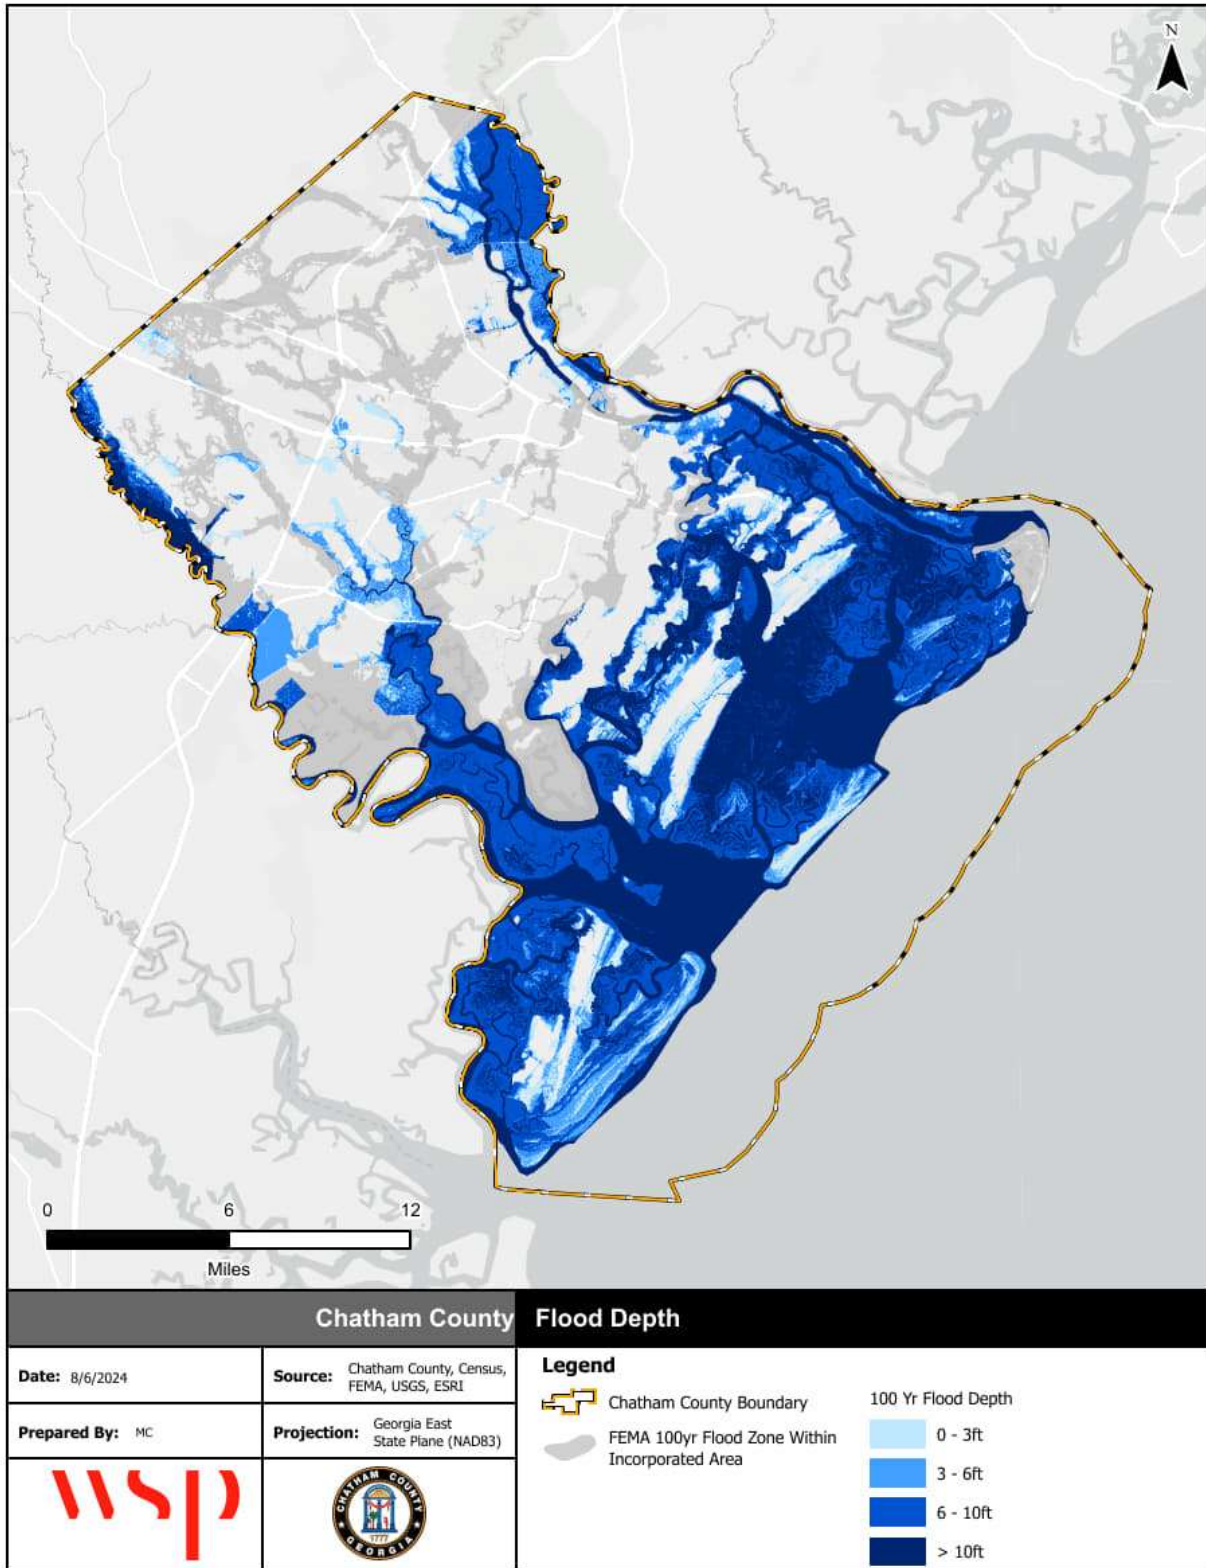 N
0 6 12
Miles
Chatham County Flood Depth
Date: 8/6/2024
Source: Chatham County, Census,
FEMA, USGS, ESRI
Prepared By: MC
Projection: Georgia East
State Plane (NAD83)
wsp
CHATHAM COUNTY
1777
GEORGIA
Legend
Chatham County Boundary
FEMA 100yr Flood Zone Within
Incorporated Area
100 Yr Flood Depth
0 - 3ft
3 - 6ft
6 - 10ft
> 10ft